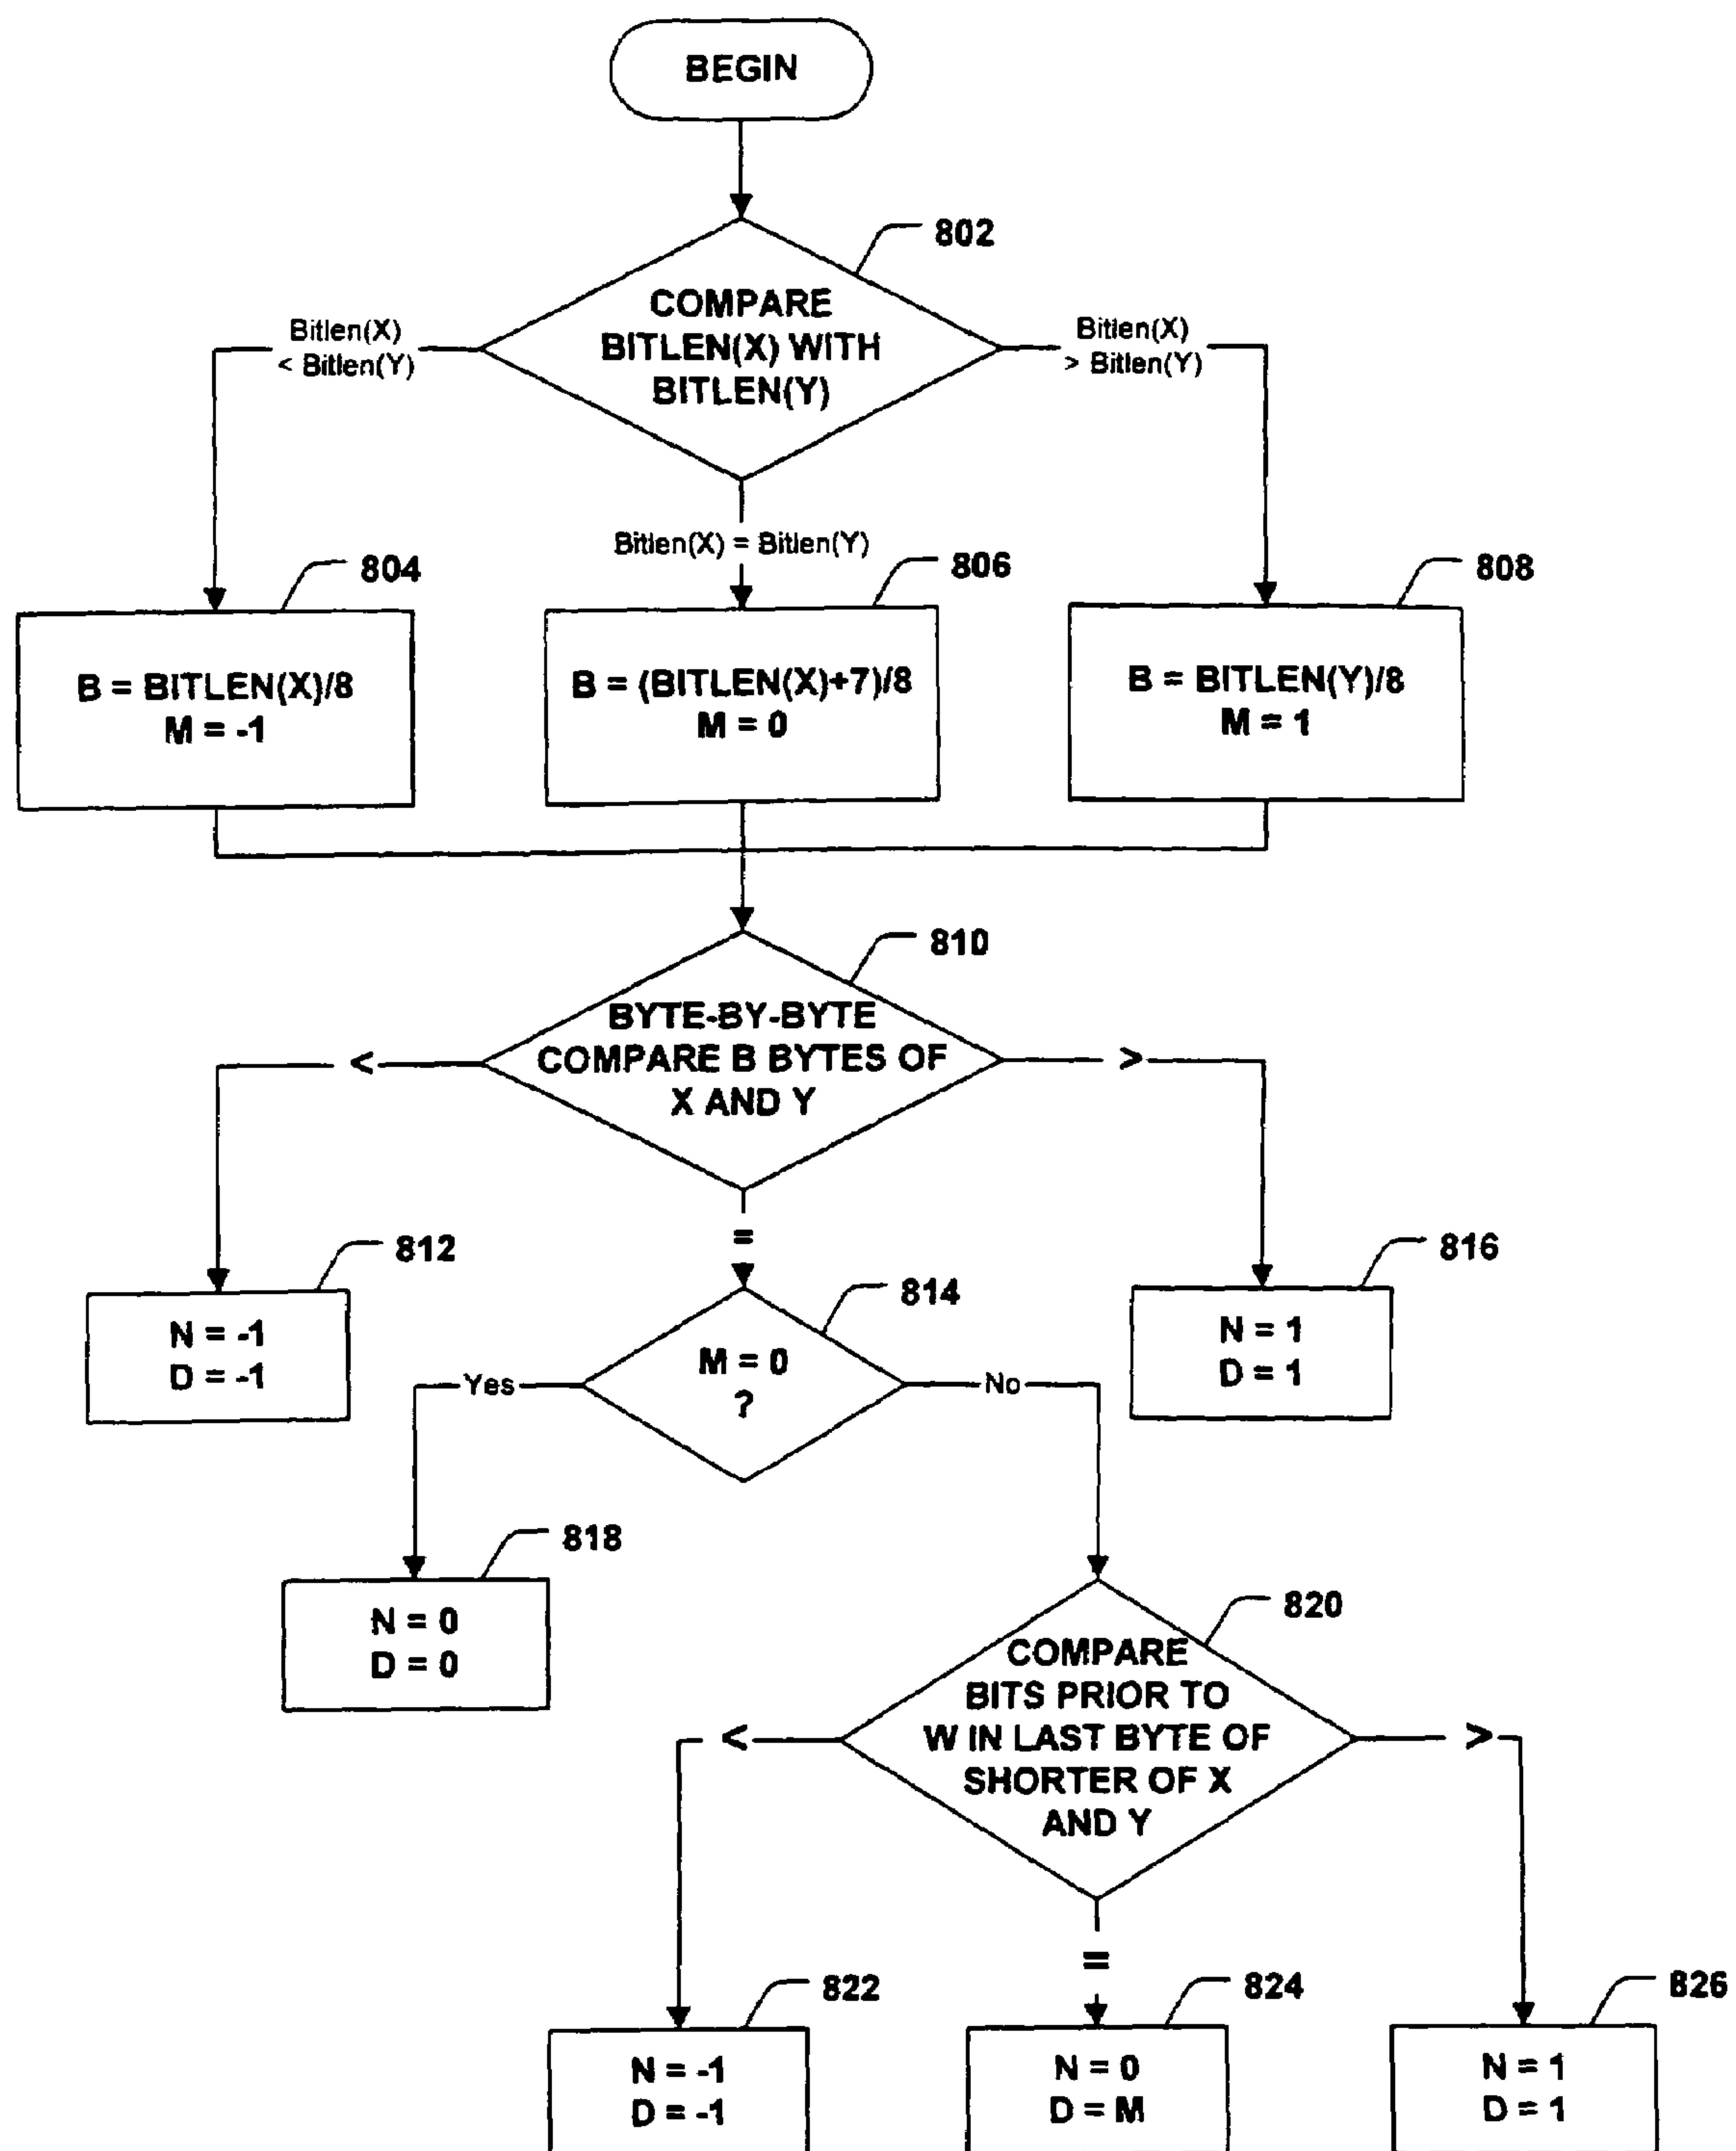 BEGIN
802
COMPARE
BITLEN(X) WITH
BITLEN(Y)
Bitlen(X)
< Bitlen(Y)
Bitlen(X)
> Bitlen(Y)
Bitlen(X) = Bitlen(Y)
804
806
808
B = BITLEN(X)/8
M = -1
B = (BITLEN(X)+7)/8
M = 0
B = BITLEN(Y)/8
M = 1
810
BYTE-BY-BYTE
COMPARE B BYTES OF
X AND Y
<
>
=
812
814
816
N = -1
D = -1
M = 0
?
N = 1
D = 1
Yes
No
818
N = 0
D = 0
820
COMPARE
BITS PRIOR TO
W IN LAST BYTE OF
SHORTER OF X
AND Y
<
>
=
822
824
826
N = -1
D = -1
N = 0
D = M
N = 1
D = 1